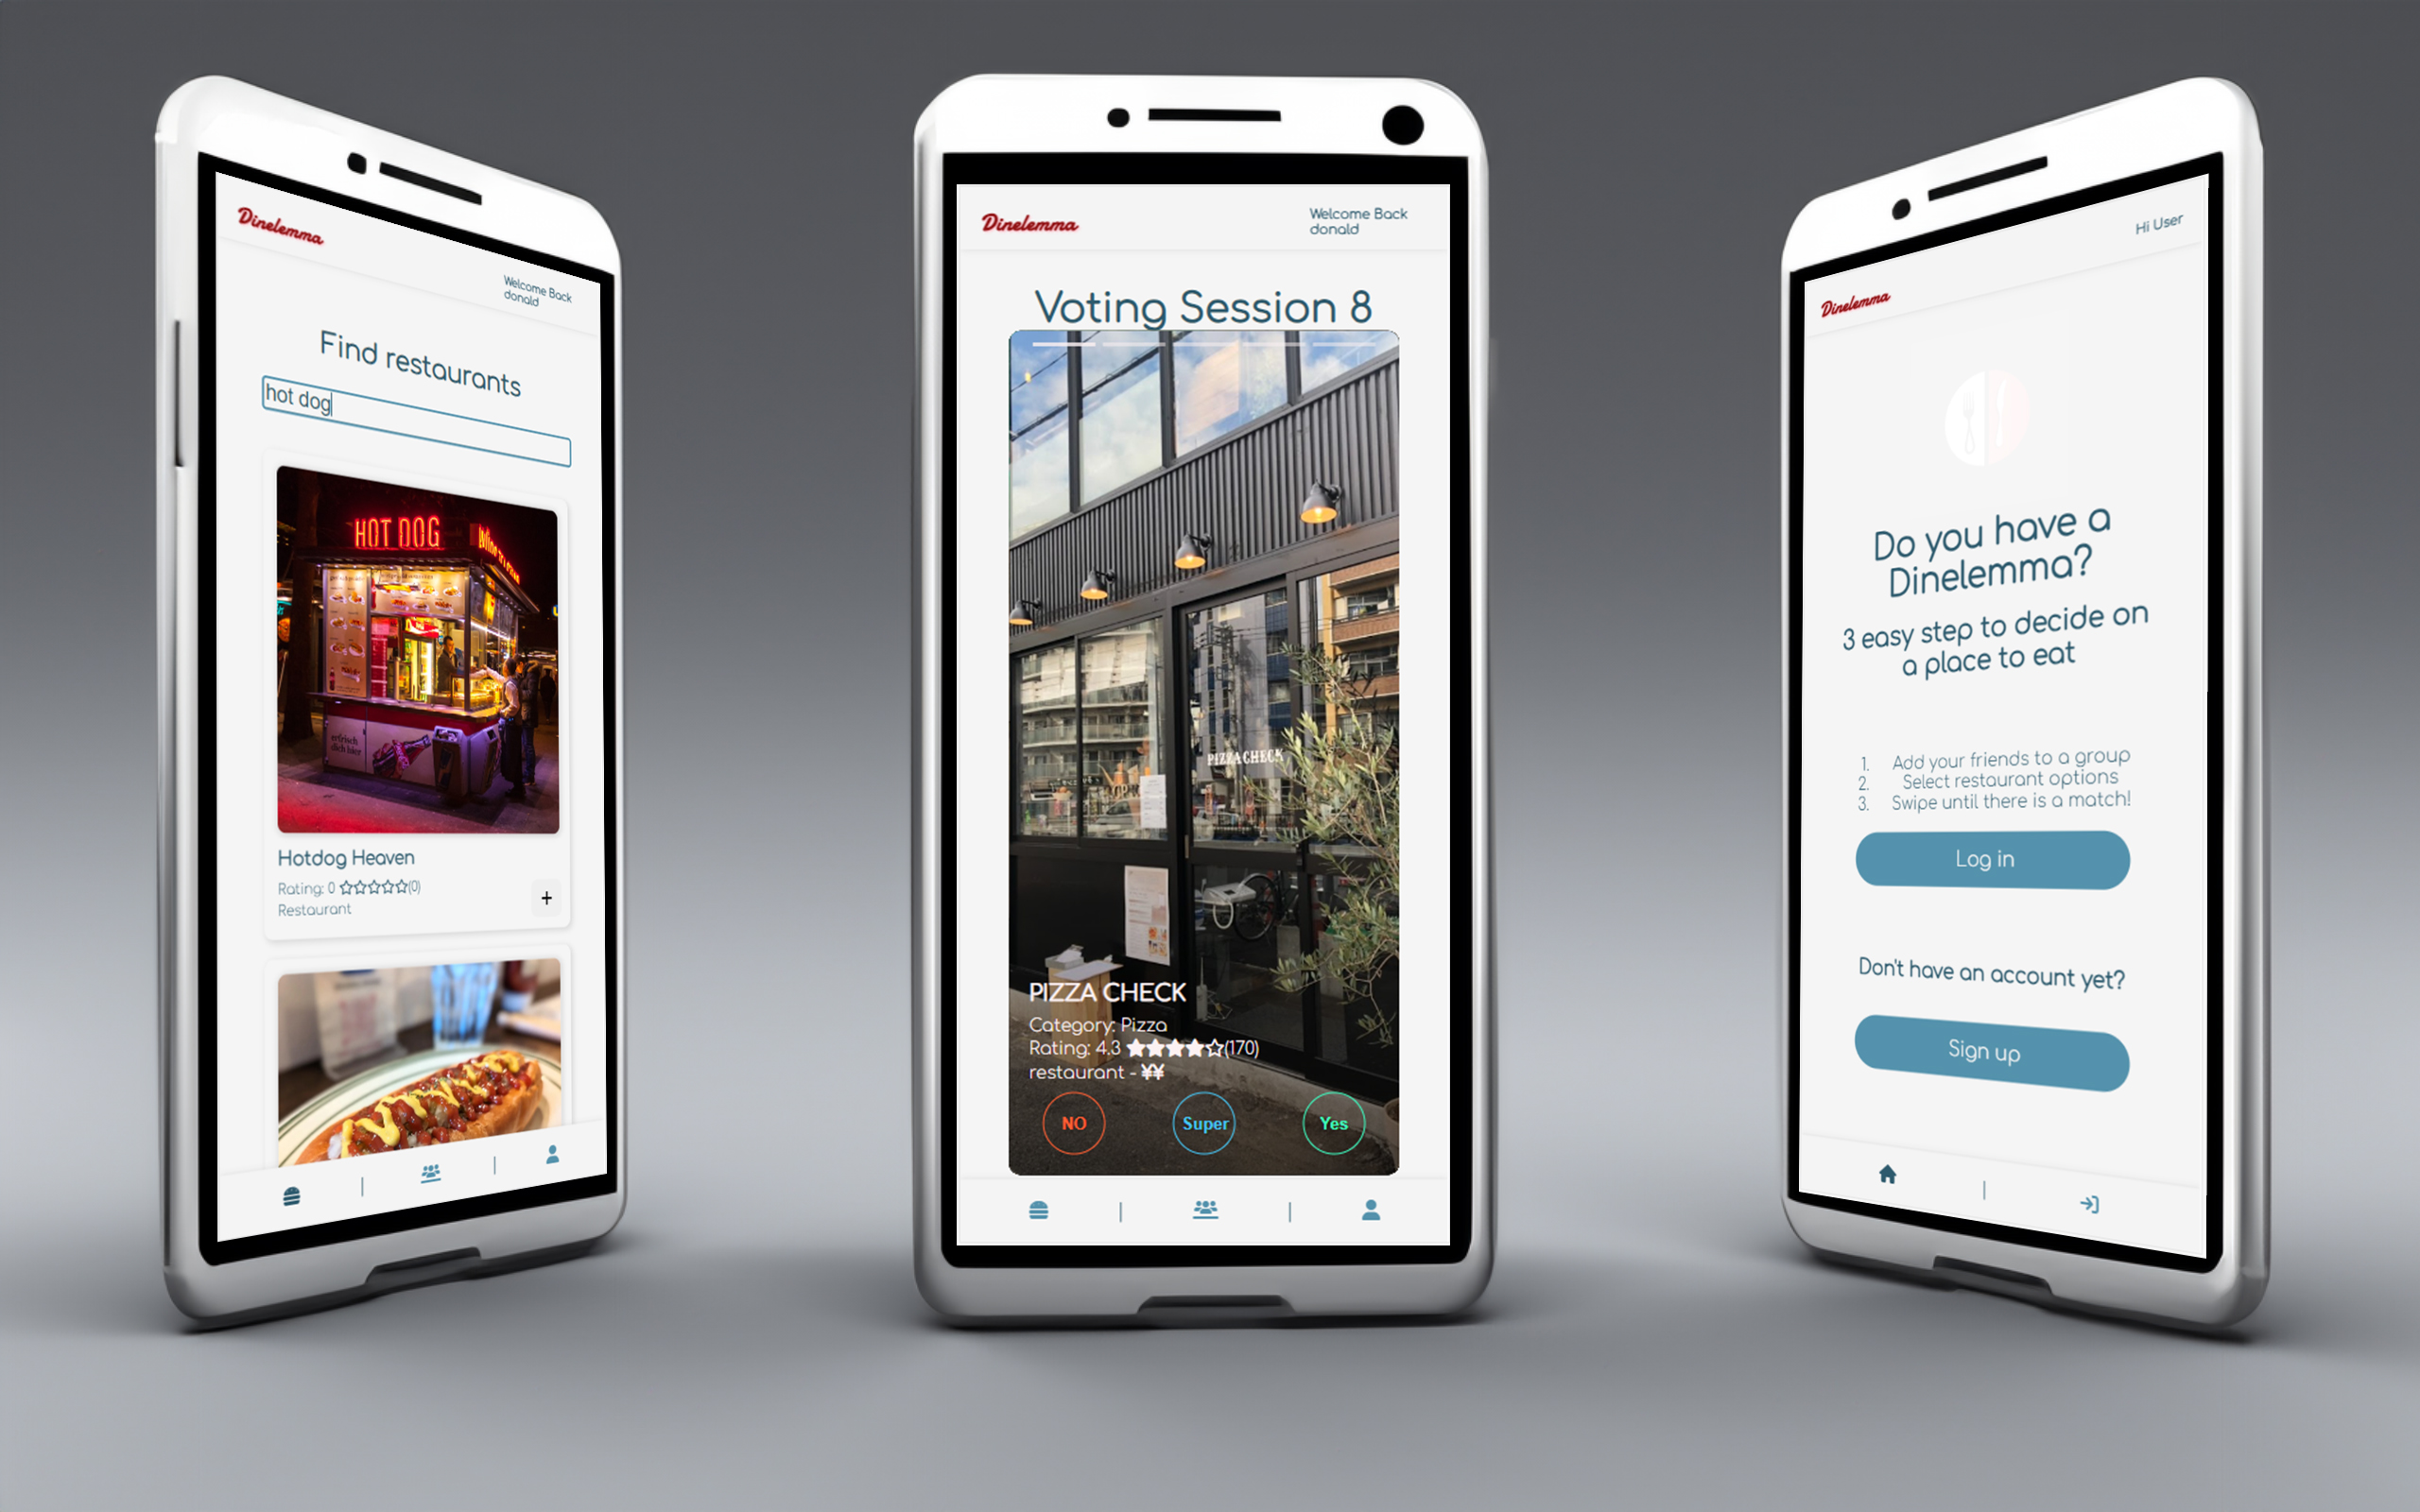 Dinelemma
Welcome Back
donald
Find restaurants
hot dog
HOT DOG
erfrisch
dich hier
Hotdog Heaven
Rating: 0 (0)
Restaurant
+
Dinelemma
Welcome Back
donald
Voting Session 8
PIZZA CHECK
PIZZA CHECK
Category: Pizza
Rating: 4.3 (170)
restaurant - ¥¥
NO
Super
Yes
Hi User
Dinelemma
Do you have a
Dinelemma?
3 easy step to decide on
a place to eat
1. Add your friends to a group
2. Select restaurant options
3. Swipe until there is a match!
Log in
Don't have an account yet?
Sign up